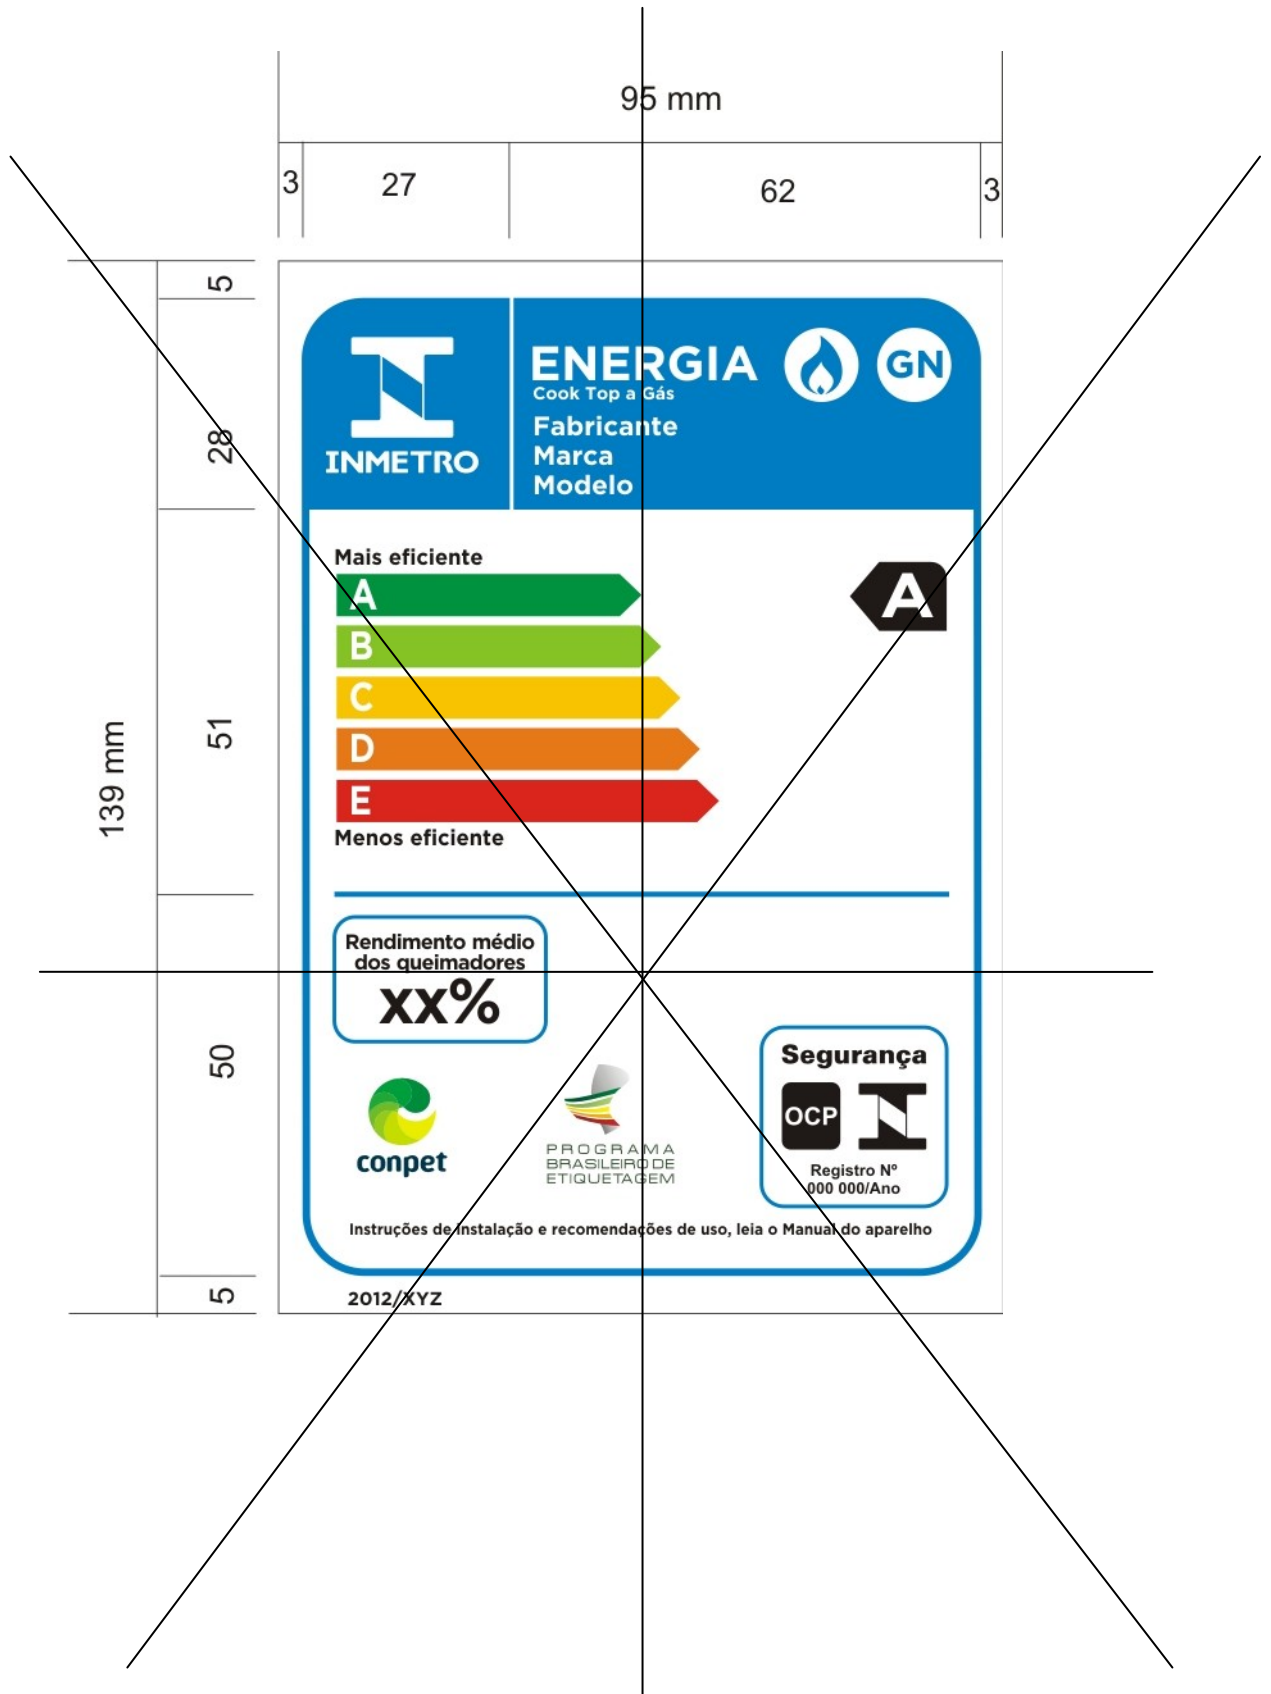 95 mm
3
27
62
3
5
28
51
139 mm
50
5
INMETRO
ENERGIA
GN
Cook Top a Gás
Fabricante
Marca
Modelo
Mais eficiente
A
A
B
C
D
E
Menos eficiente
Rendimento médio
dos queimadores
xx%
conpet
PROGRAMA
BRASILEIRO DE
ETIQUETAGEM
Segurança
OCP
Registro Nº
000 000/Ano
Instruções de instalação e recomendações de uso, leia o Manual do aparelho
2012/XYZ